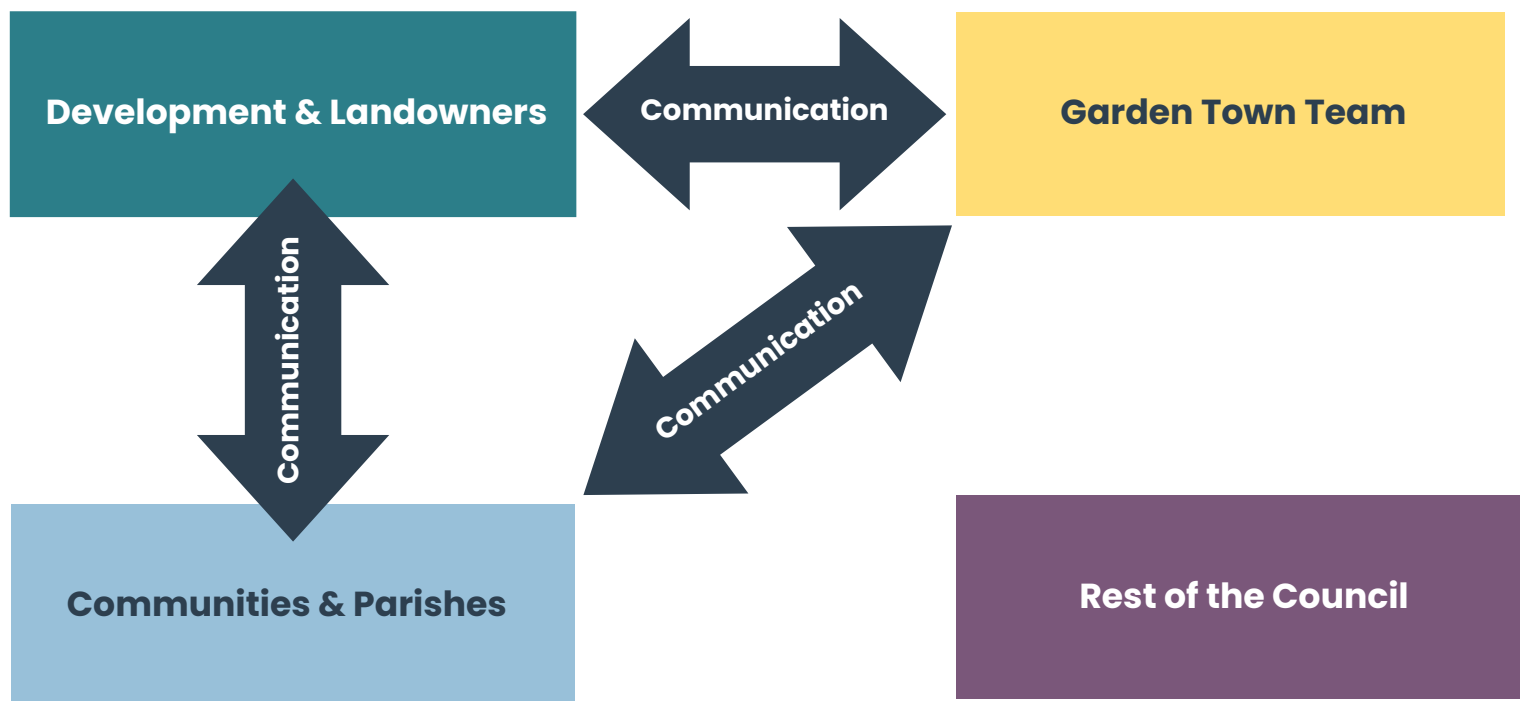 Development & Landowners
Communication
Garden Town Team
Communication
Communication
Communities & Parishes
Rest of the Council